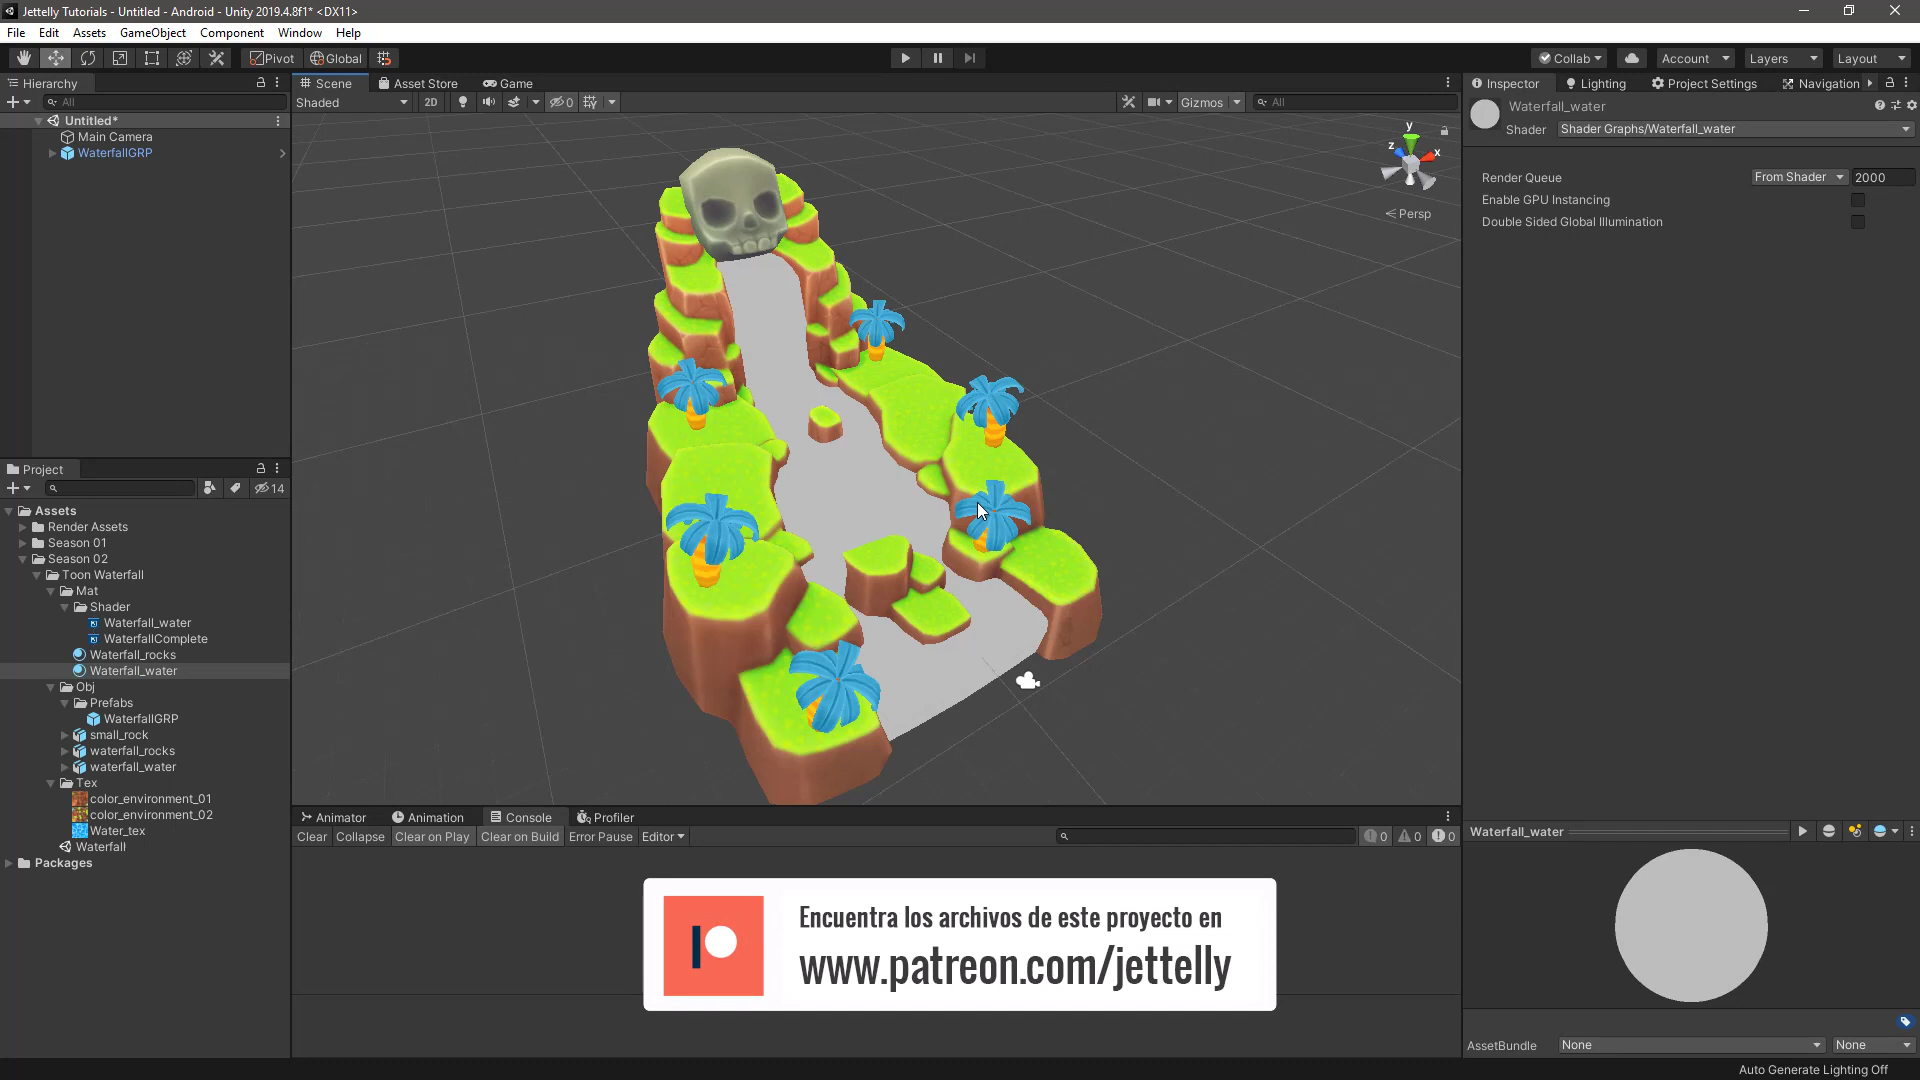 Jettelly Tutorials - Untitled - Android - Unity 2019.4.8f1* <DX11>
File Edit Assets GameObject Component Window Help
Pivot Global Collab Account Layers Layout
Hierarchy
All
Untitled*
Main Camera
WaterfallGRP
Scene Asset Store Game
Shaded 2D 0 Gizmos All
y
z x
Persp
Inspector Lighting Project Settings Navigation
Waterfall_water
Shader Shader Graphs/Waterfall_water
Render Queue From Shader 2000
Enable GPU Instancing
Double Sided Global Illumination
Project
14
Assets
Render Assets
Season 01
Season 02
Toon Waterfall
Mat
Shader
Waterfall_water
WaterfallComplete
Waterfall_rocks
Waterfall_water
Obj
Prefabs
WaterfallGRP
small_rock
waterfall_rocks
waterfall_water
Tex
color_environment_01
color_environment_02
Water_tex
Waterfall
Packages
Animator Animation Console Profiler
Clear Collapse Clear on Play Clear on Build Error Pause Editor 0 0 0
Encuentra los archivos de este proyecto en
www.patreon.com/jettelly
Waterfall_water
AssetBundle None None
Auto Generate Lighting Off